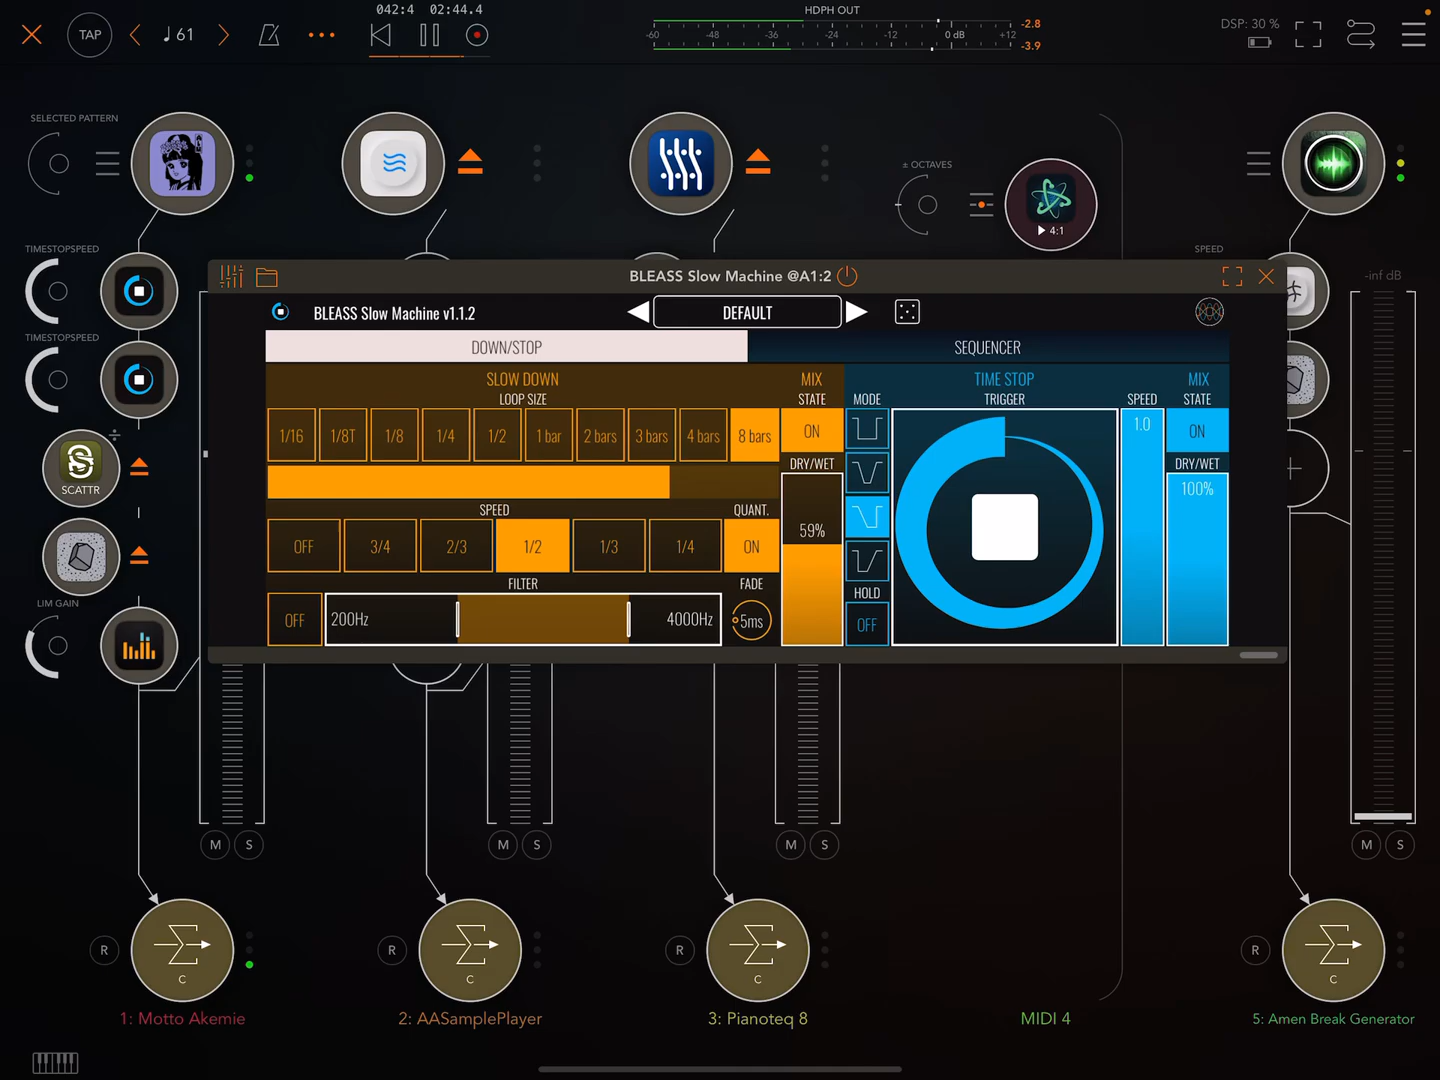 042:4 02:44.4
HDPH OUT
TAP
♩61
-60 -48 -36 -24 -12 0 dB +12
-2.8
-3.9
DSP: 30 %
SELECTED PATTERN
± OCTAVES
4:1
TIMESTOPSPEED
SPEED
-inf dB
BLEASS Slow Machine @A1:2
BLEASS Slow Machine v1.1.2
DEFAULT
TIMESTOPSPEED
DOWN/STOP
SEQUENCER
SLOW DOWN
MIX
TIME STOP
MIX
LOOP SIZE
STATE
MODE
TRIGGER
SPEED
STATE
1/16 1/8T 1/8 1/4 1/2 1 bar 2 bars 3 bars 4 bars 8 bars
ON
1.0
ON
DRY/WET
DRY/WET
100%
SCATTR
SPEED
QUANT.
59%
OFF 3/4 2/3 1/2 1/3 1/4
ON
FILTER
FADE
HOLD
OFF
200Hz
4000Hz
5ms
OFF
LIM GAIN
M S
M S
M S
M S
R
C
R
C
R
C
R
C
1: Motto Akemie
2: AASamplePlayer
3: Pianoteq 8
MIDI 4
5: Amen Break Generator